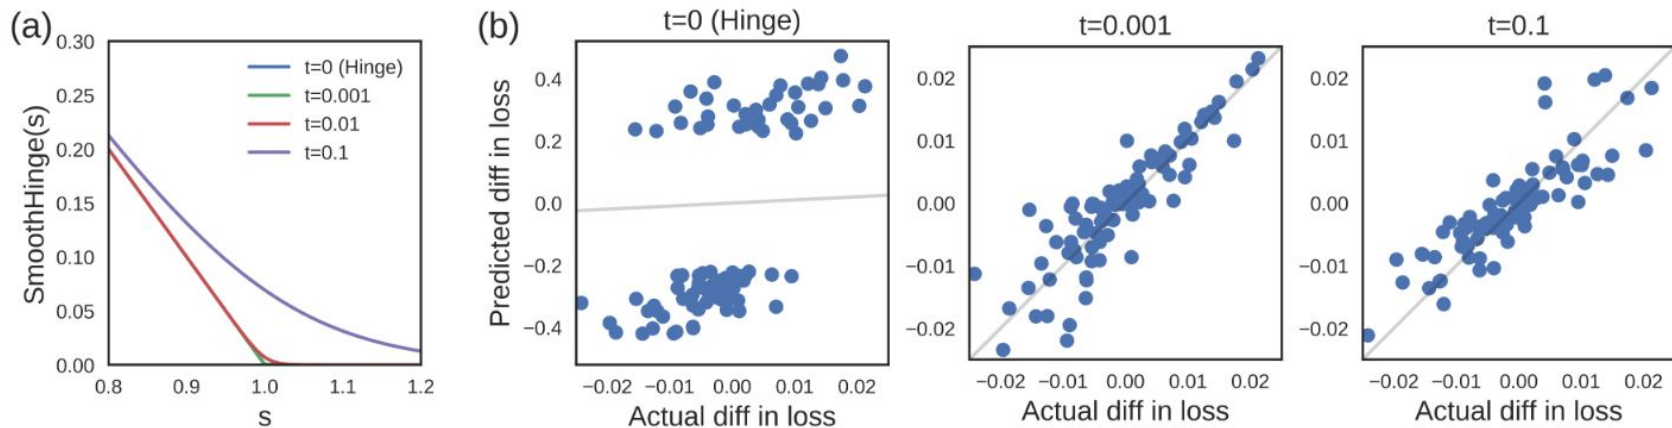 (a)
0.30
0.25
0.20
0.15
0.10
0.05
0.00
SmoothHinge(s)
t=0 (Hinge)
t=0.001
t=0.01
t=0.1
0.8 0.9 1.0 1.1 1.2
s
(b)
t=0 (Hinge)
0.4
0.2
0.0
−0.2
−0.4
Predicted diff in loss
−0.02 −0.01 0.00 0.01 0.02
Actual diff in loss
t=0.001
0.02
0.01
0.00
−0.01
−0.02
−0.02 −0.01 0.00 0.01 0.02
Actual diff in loss
t=0.1
0.02
0.01
0.00
−0.01
−0.02
−0.02 −0.01 0.00 0.01 0.02
Actual diff in loss